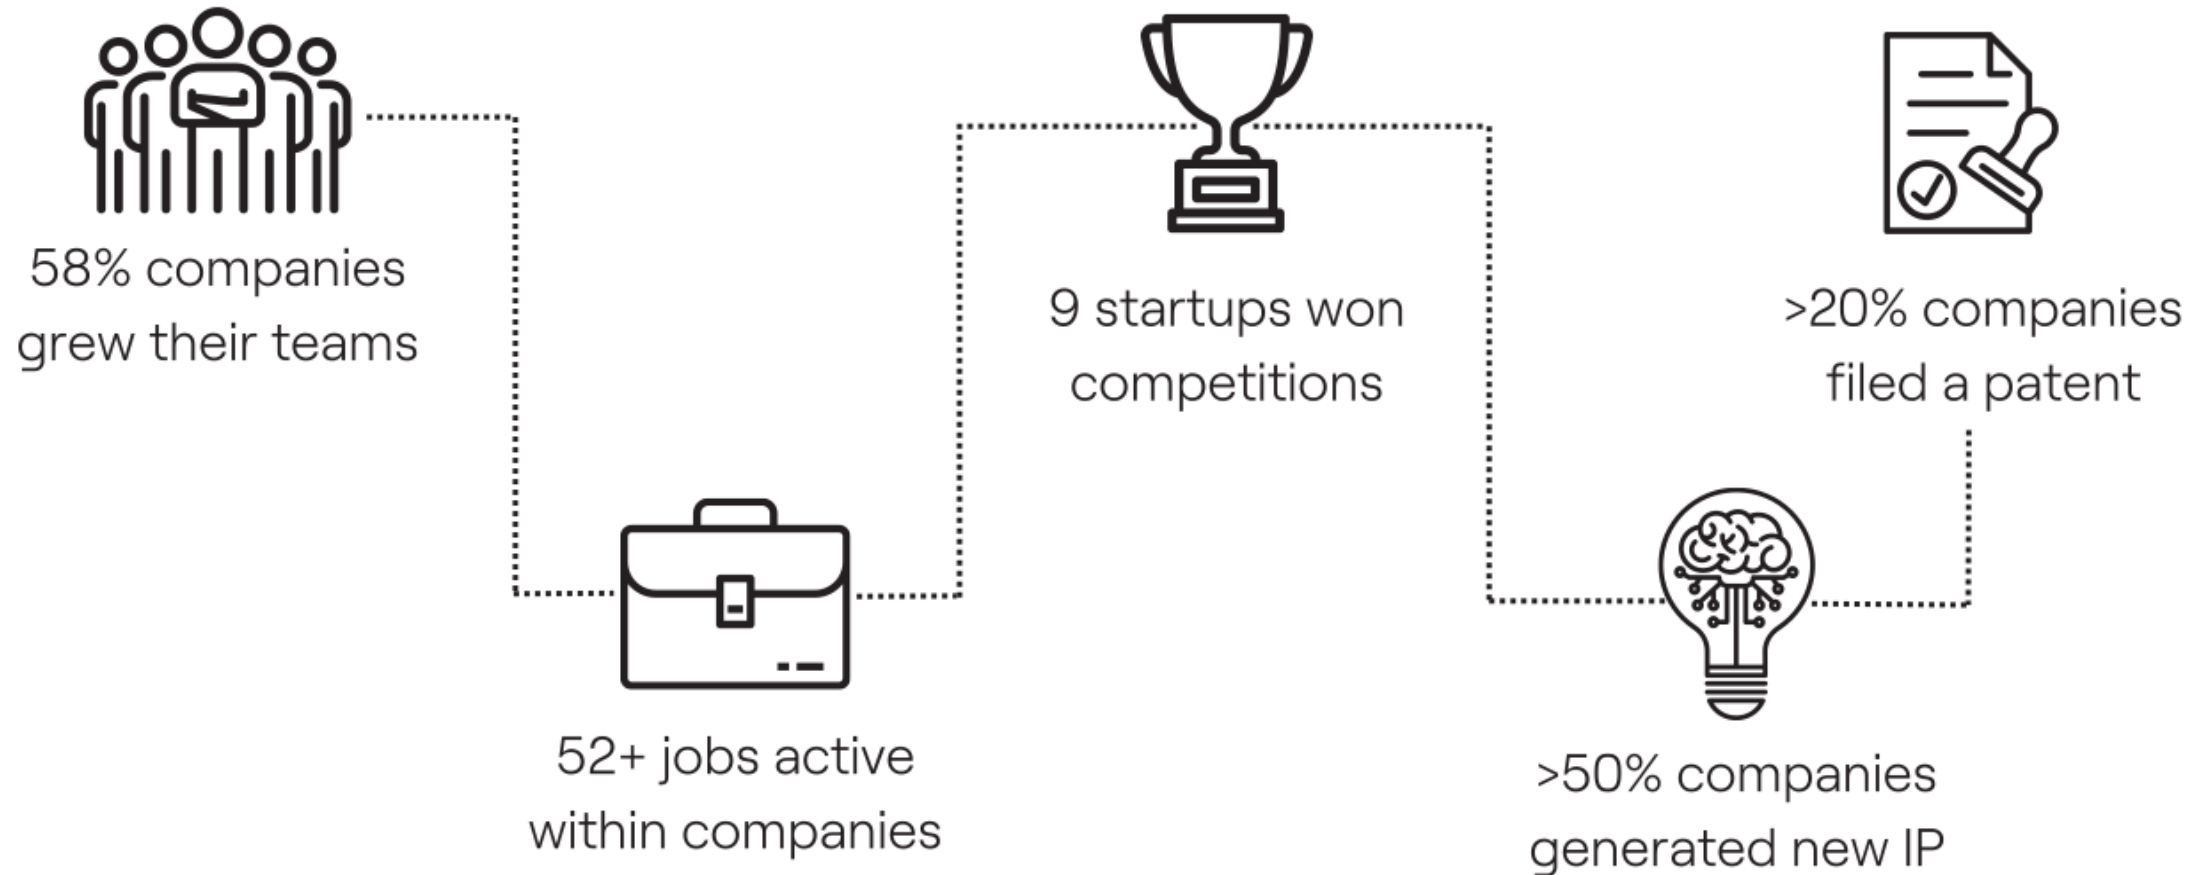 58% companies
grew their teams
52+ jobs active
within companies
9 startups won
competitions
>50% companies
generated new IP
>20% companies
filed a patent